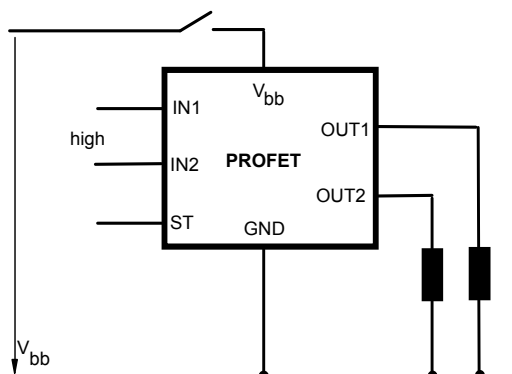 V_bb
IN1
high
OUT1
IN2
PROFET
OUT2
ST
GND
V_bb